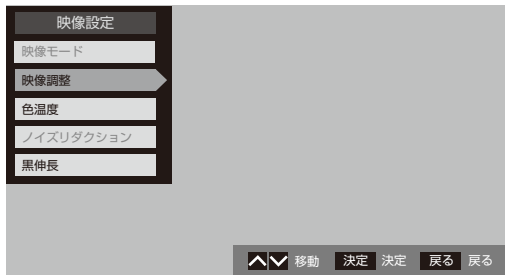 映像設定
映像モード
映像調整
色温度
ノイズリダクション
黒伸長
移動 決定 決定 戻る 戻る